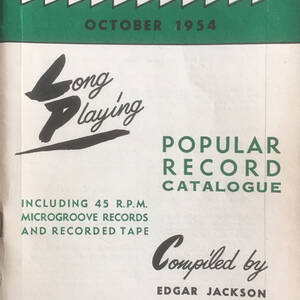 OCTOBER 1954
Long
Playing
POPULAR
RECORD
CATALOGUE
INCLUDING 45 R.P.M.
MICROGROOVE RECORDS
AND RECORDED TAPE
Compiled by
EDGAR JACKSON